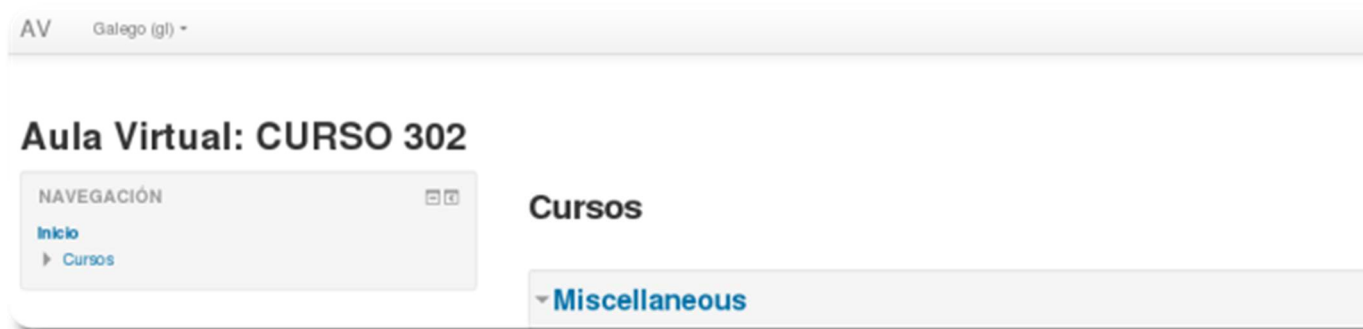 AV Galego (gl)
Aula Virtual: CURSO 302
NAVEGACIÓN
Inicio
Cursos
Cursos
Miscellaneous